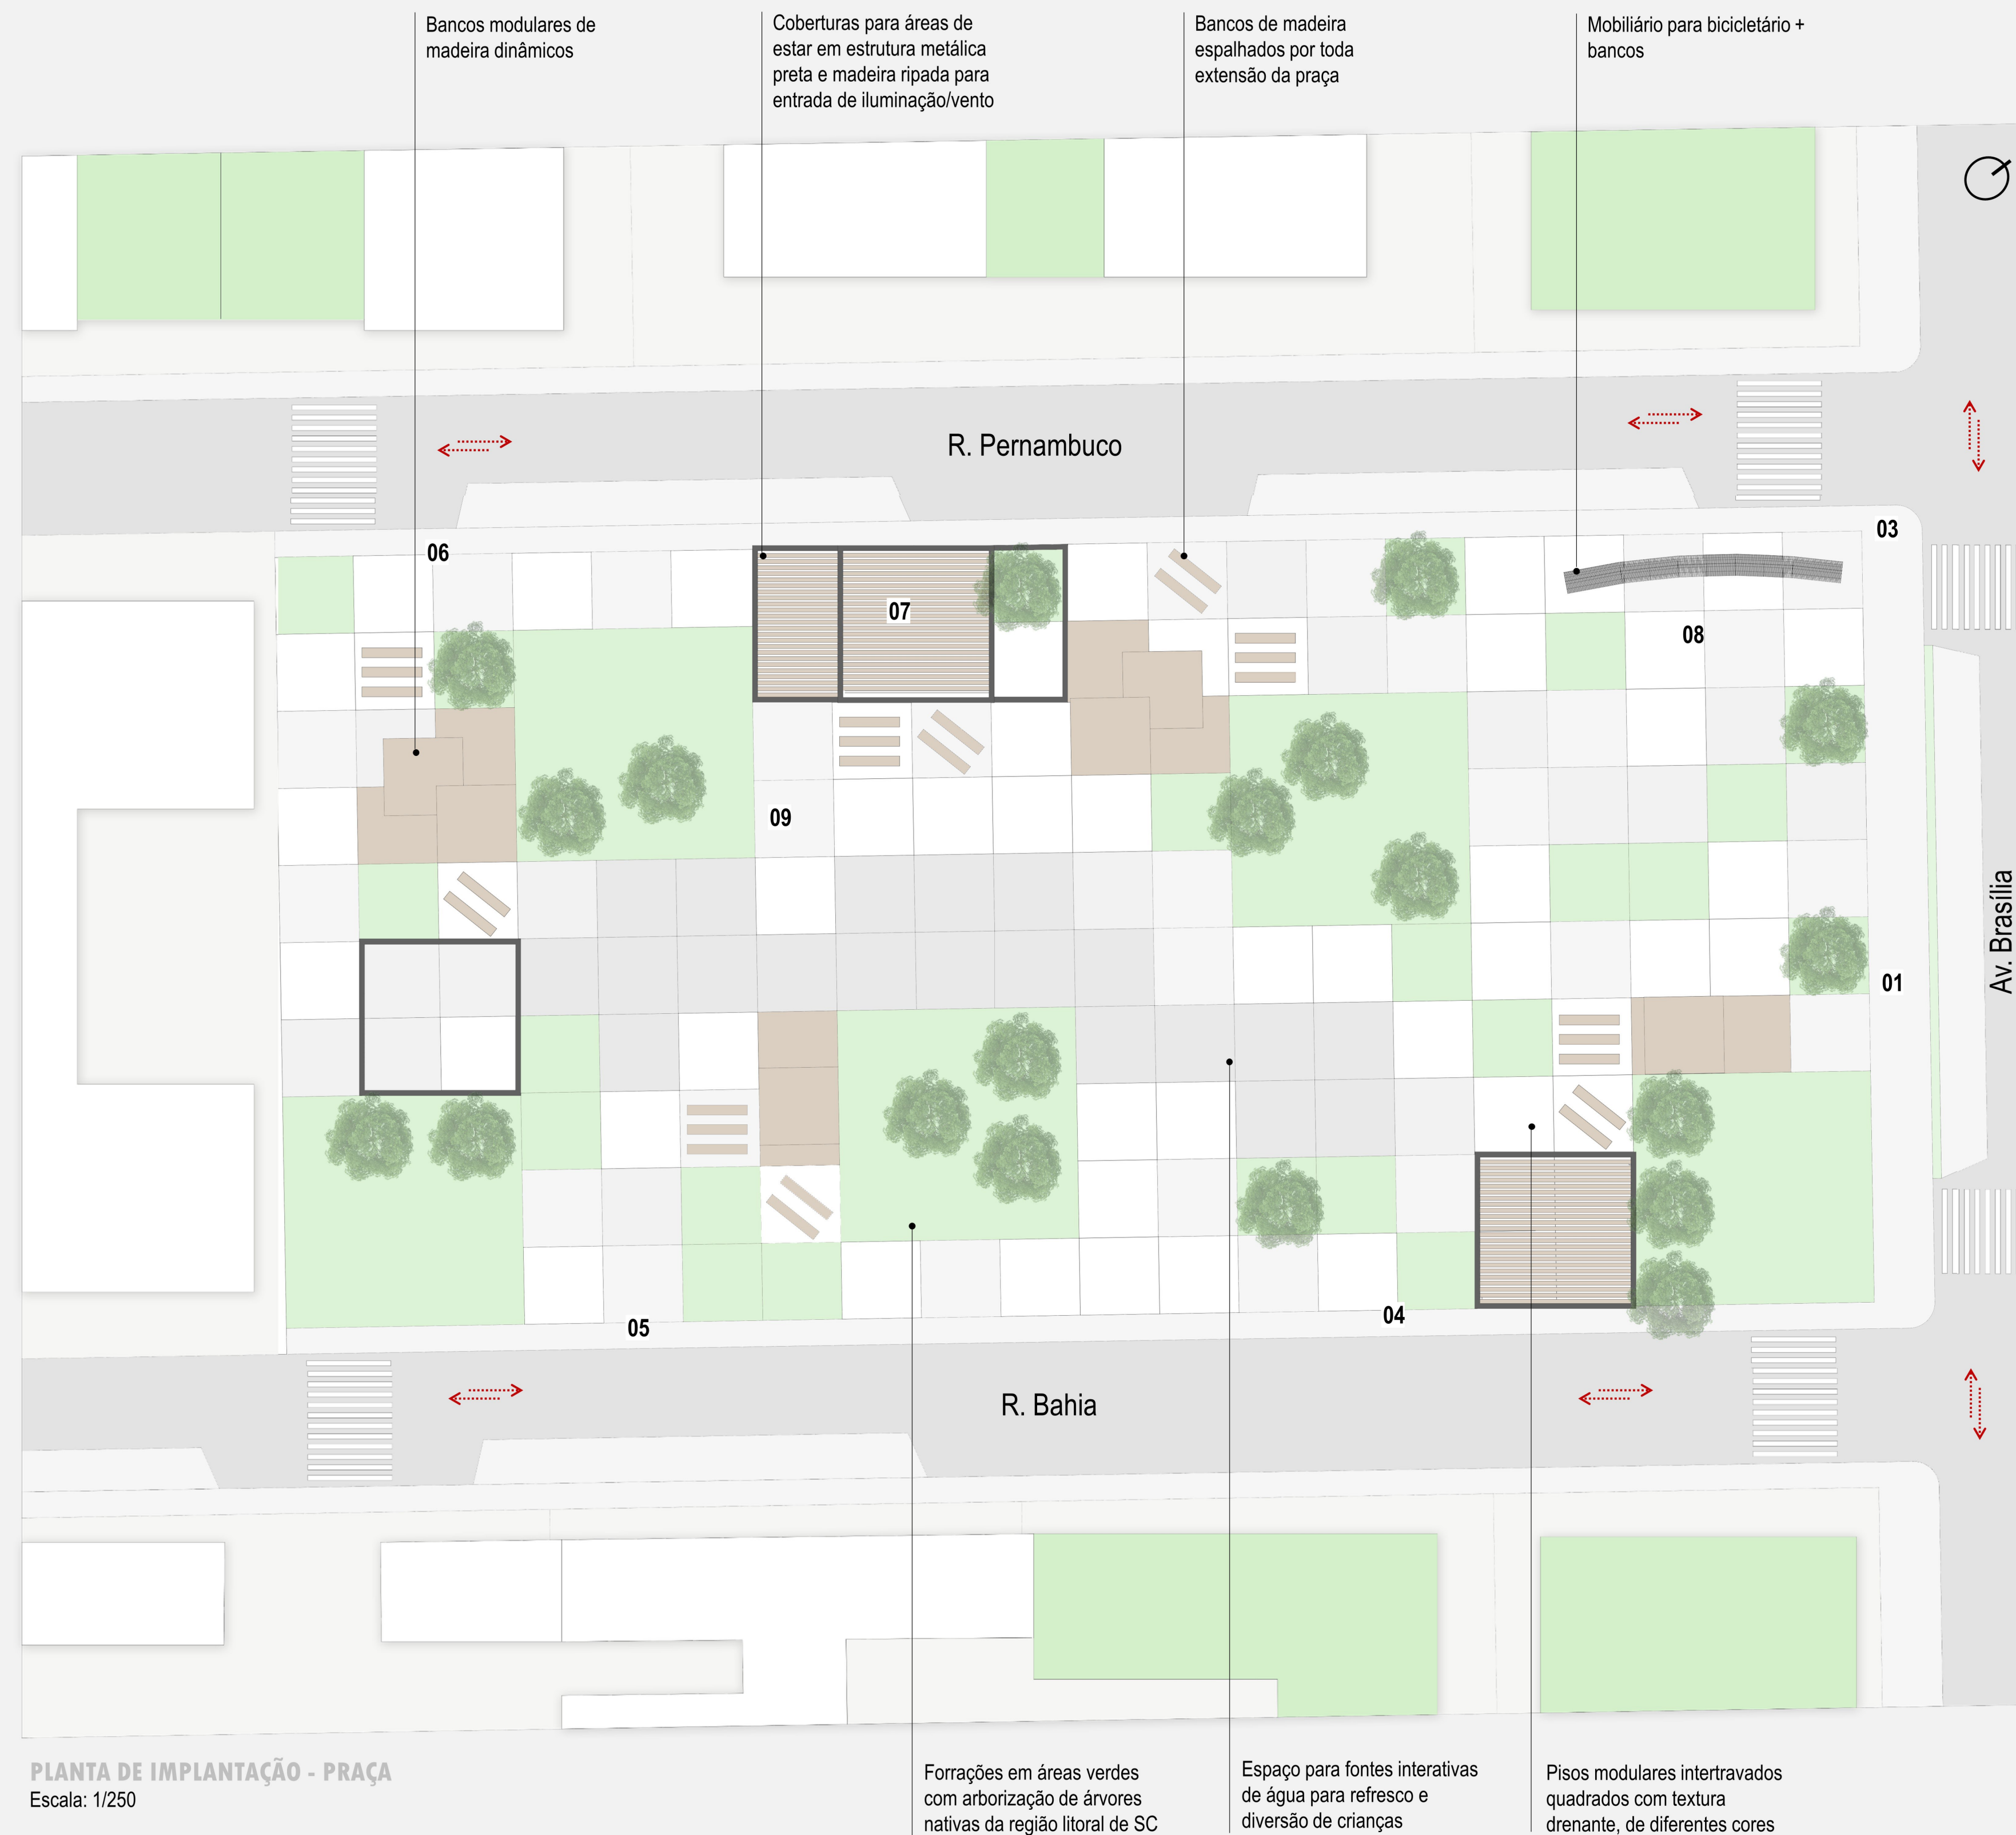 Bancos modulares de
madeira dinâmicos
Coberturas para áreas de
estar em estrutura metálica
preta e madeira ripada para
entrada de iluminação/vento
Bancos de madeira
espalhados por toda
extensão da praça
Mobiliário para bicicletário +
bancos
R. Pernambuco
03
06
07
08
09
Av. Brasília
01
04
05
R. Bahia
PLANTA DE IMPLANTAÇÃO - PRAÇA
Escala: 1/250
Forrações em áreas verdes
com arborização de árvores
nativas da região litoral de SC
Espaço para fontes interativas
de água para refresco e
diversão de crianças
Pisos modulares intertravados
quadrados com textura
drenante, de diferentes cores